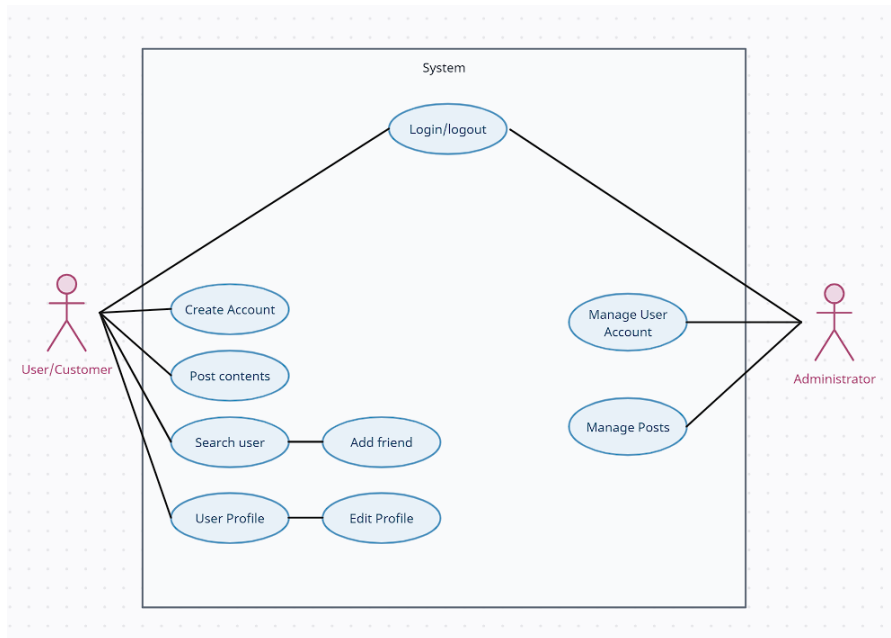 System
Login/logout
Create Account
Manage User
Account
User/Customer
Post contents
Administrator
Manage Posts
Search user
Add friend
User Profile
Edit Profile